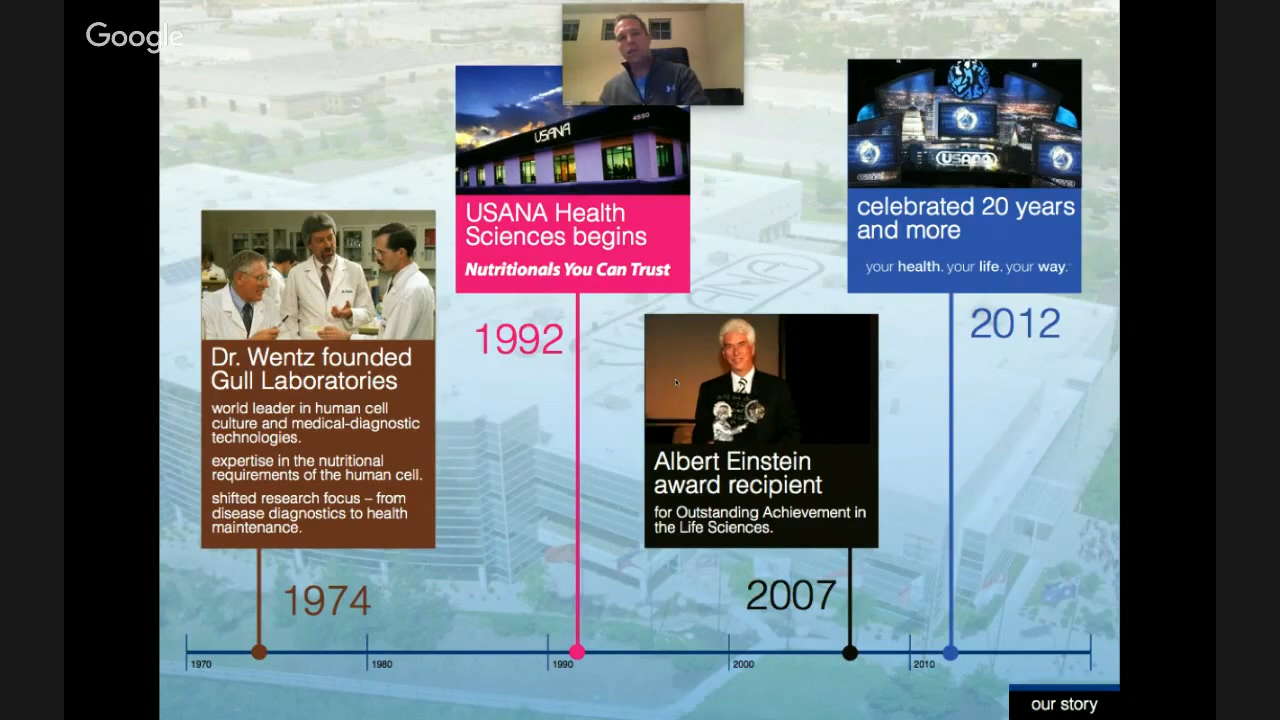 Google
USANA
4550
USANA
USANA Health
Sciences begins
Nutritionals You Can Trust
1992
celebrated 20 years
and more
your health. your life. your way.
2012
Dr. Wentz founded
Gull Laboratories
world leader in human cell
culture and medical-diagnostic
technologies.
expertise in the nutritional
requirements of the human cell.
shifted research focus – from
disease diagnostics to health
maintenance.
1974
Albert Einstein
award recipient
for Outstanding Achievement in
the Life Sciences.
2007
1970
1980
1990
2000
2010
our story